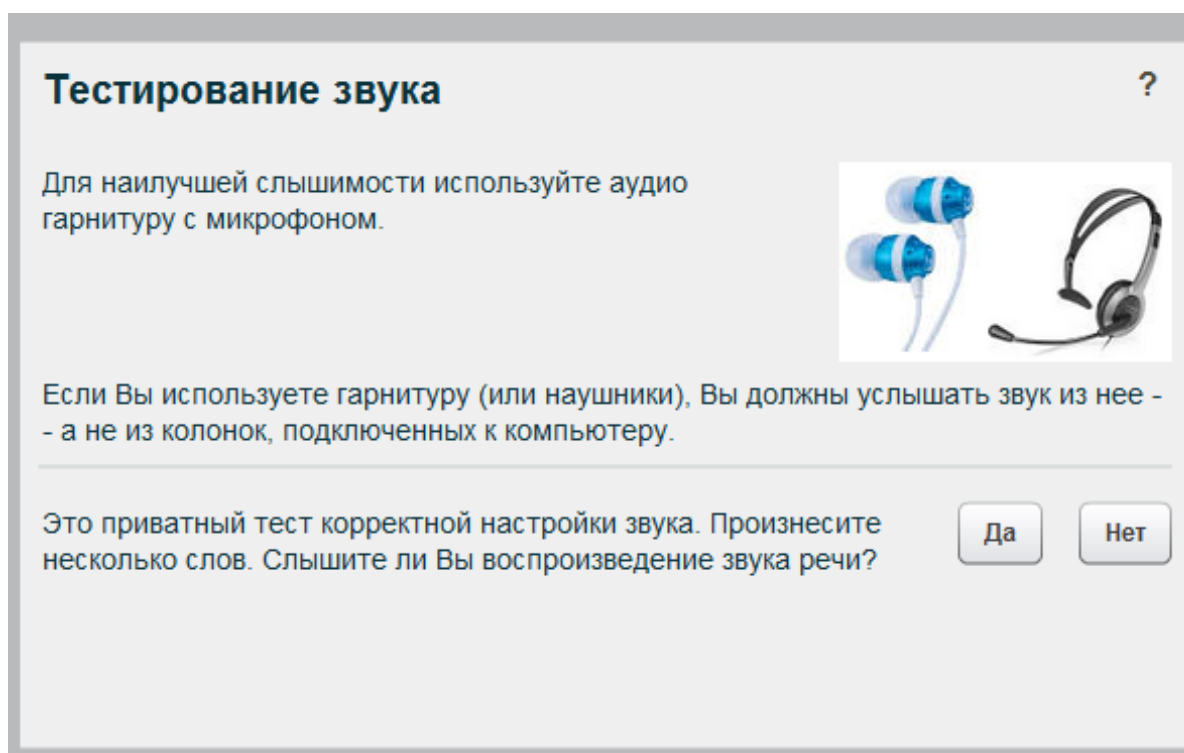 Тестирование звука
?
Для наилучшей слышимости используйте аудио
гарнитуру с микрофоном.
Если Вы используете гарнитуру (или наушники), Вы должны услышать звук из нее -
- а не из колонок, подключенных к компьютеру.
Это приватный тест корректной настройки звука. Произнесите
несколько слов. Слышите ли Вы воспроизведение звука речи?
Да
Нет